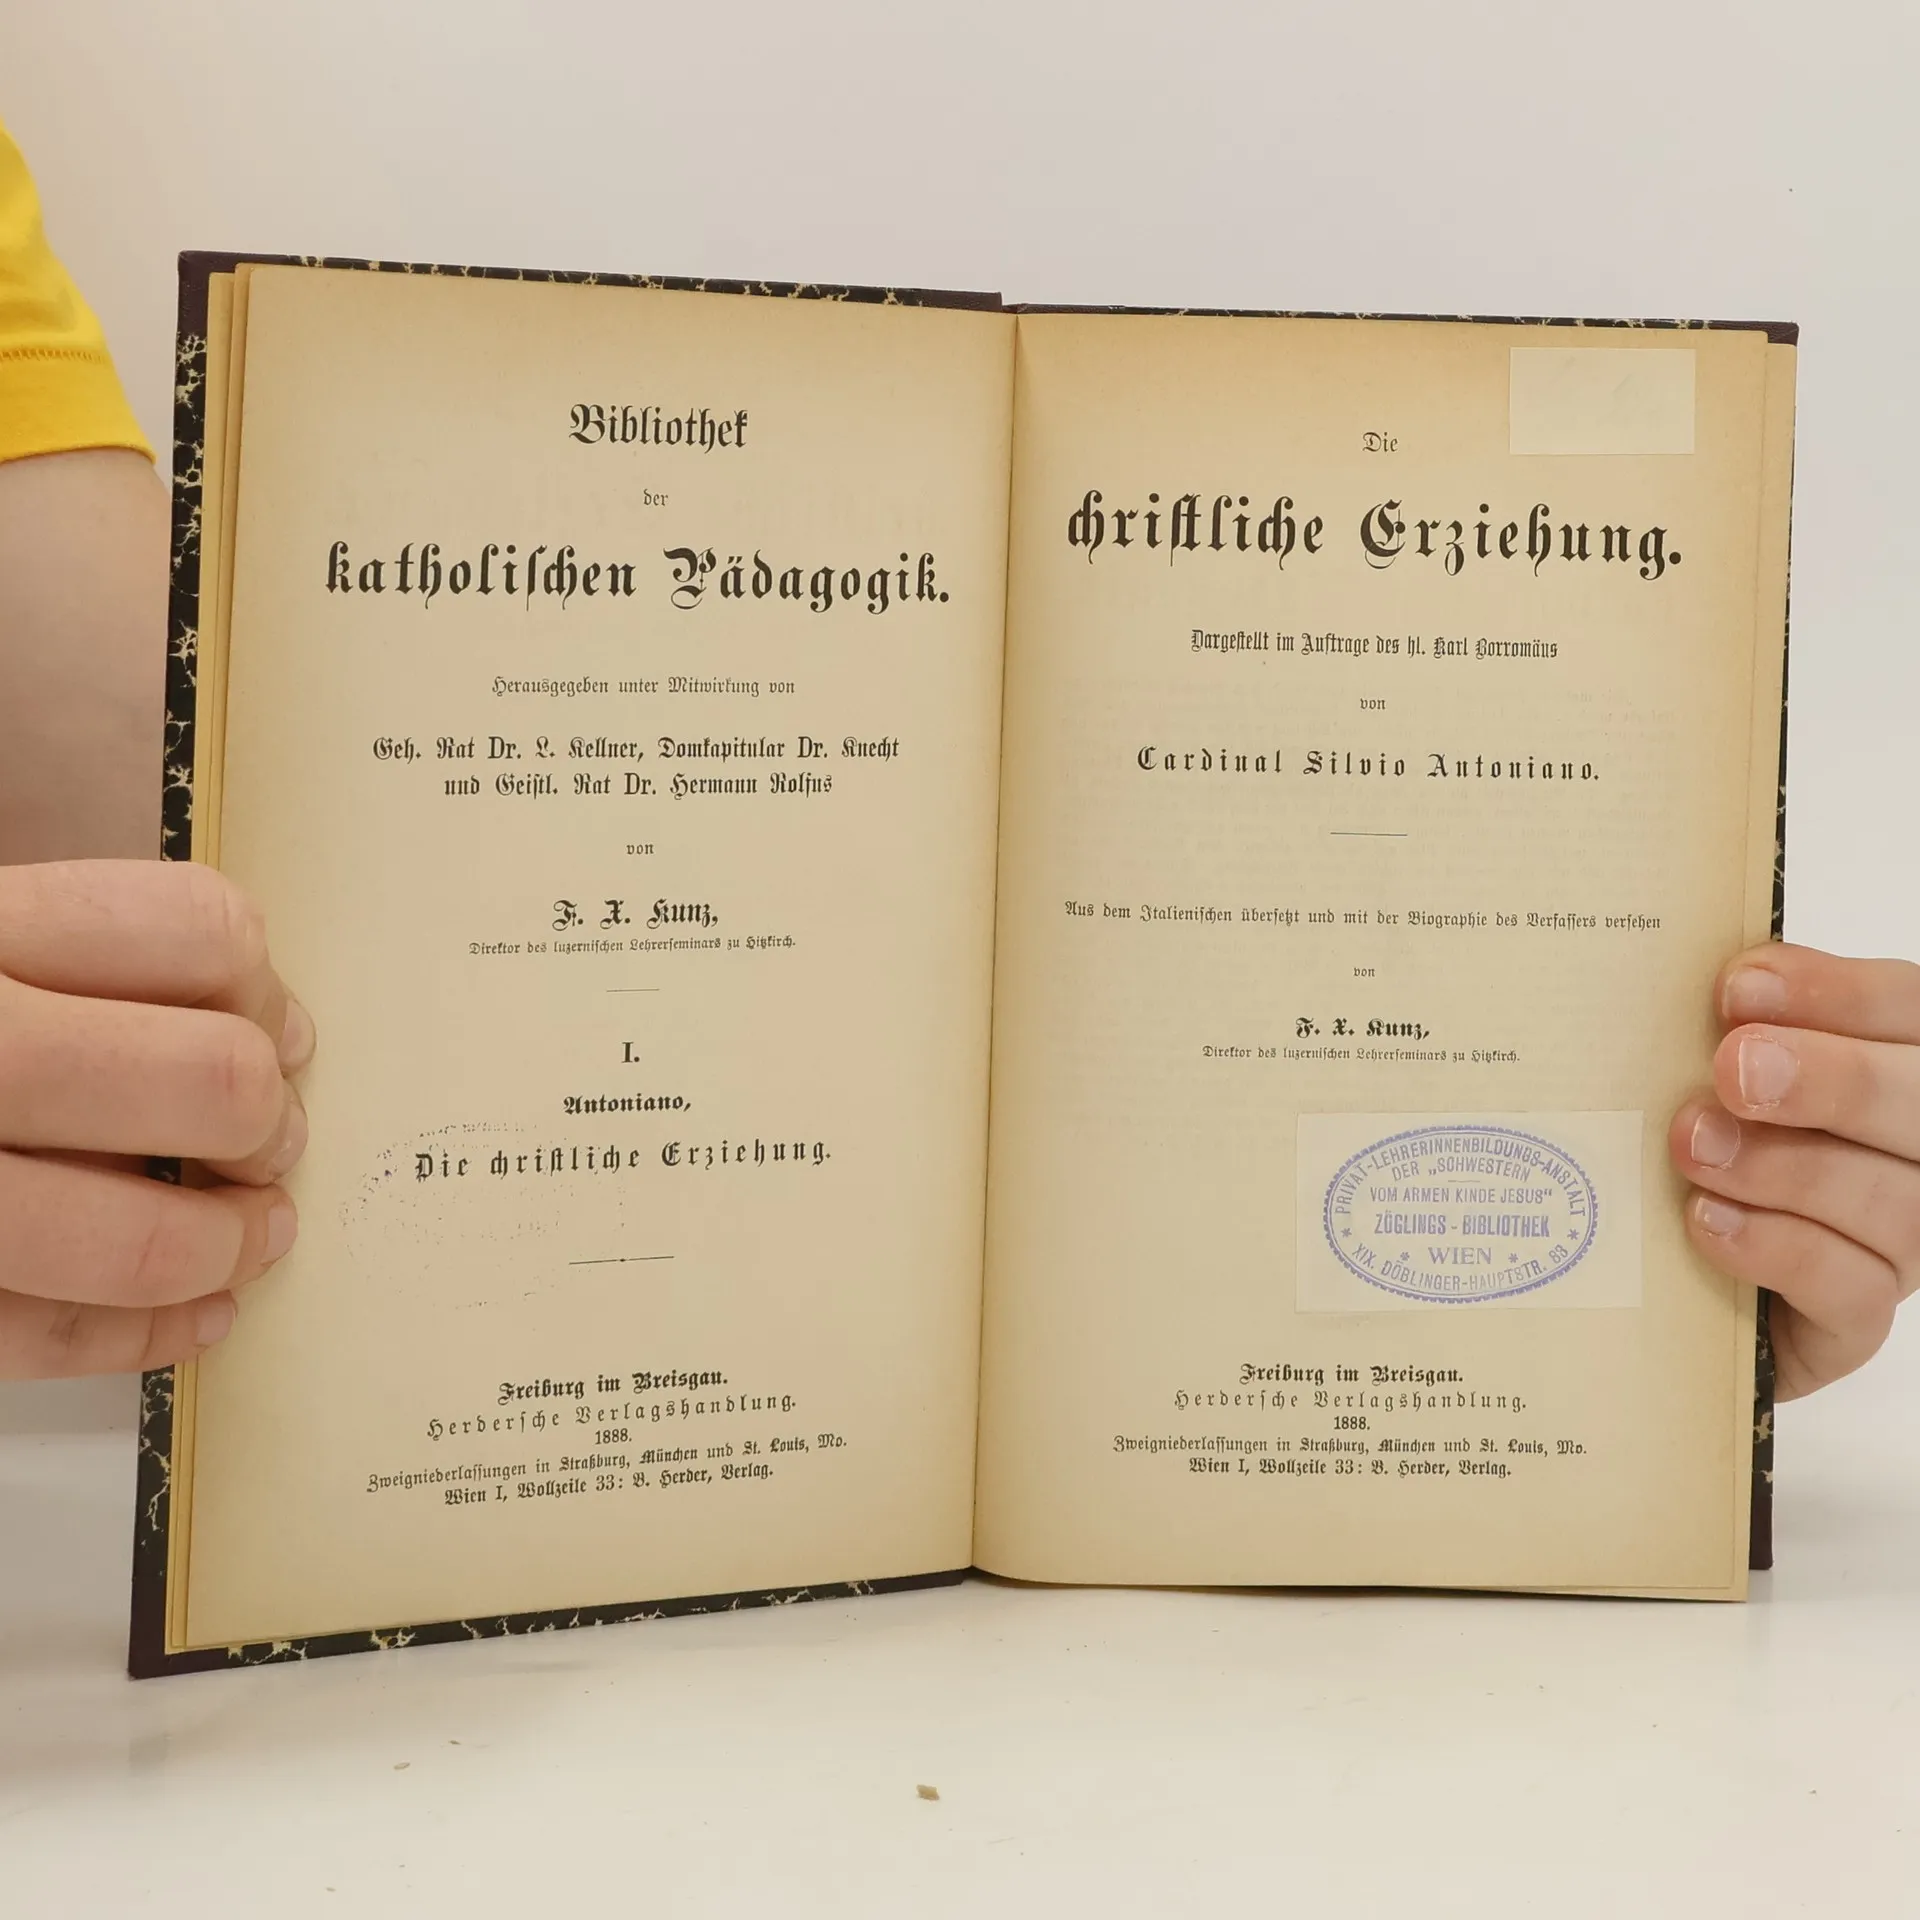 Bibliothek
der
katholiſchen Pädagogik.
Herausgegeben unter Mitwirkung von
Geh. Rat Dr. L. Kellner, Domkapitular Dr. Knecht
und Geiſtl. Rat Dr. Hermann Rolfus
von
F. X. Kunz,
Direktor des luzerniſchen Lehrerſeminars zu Hitzkirch.
I.
Antoniano,
Die chriſtliche Erziehung.
Freiburg im Breisgau.
Herderſche Verlagshandlung.
1888.
Zweigniederlaſſungen in Straßburg, München und St. Louis, Mo.
Wien I, Wollzeile 33: B. Herder, Verlag.
Die
chriſtliche Erziehung.
Dargeſtellt im Auftrage des hl. Karl Borromäus
von
Cardinal Silvio Antoniano.
Aus dem Italieniſchen überſetzt und mit der Biographie des Verfaſſers verſehen
von
F. X. Kunz,
Direktor des luzerniſchen Lehrerſeminars zu Hitzkirch.
PRIVAT-LEHRERINNENBILDUNGS-ANSTALT
DER „SCHWESTERN
VOM ARMEN KINDE JESUS“
ZÖGLINGS - BIBLIOTHEK
* WIEN *
* XIX. DÖBLINGER-HAUPTSTR. 83 *
Freiburg im Breisgau.
Herderſche Verlagshandlung.
1888.
Zweigniederlaſſungen in Straßburg, München und St. Louis, Mo.
Wien I, Wollzeile 33: B. Herder, Verlag.